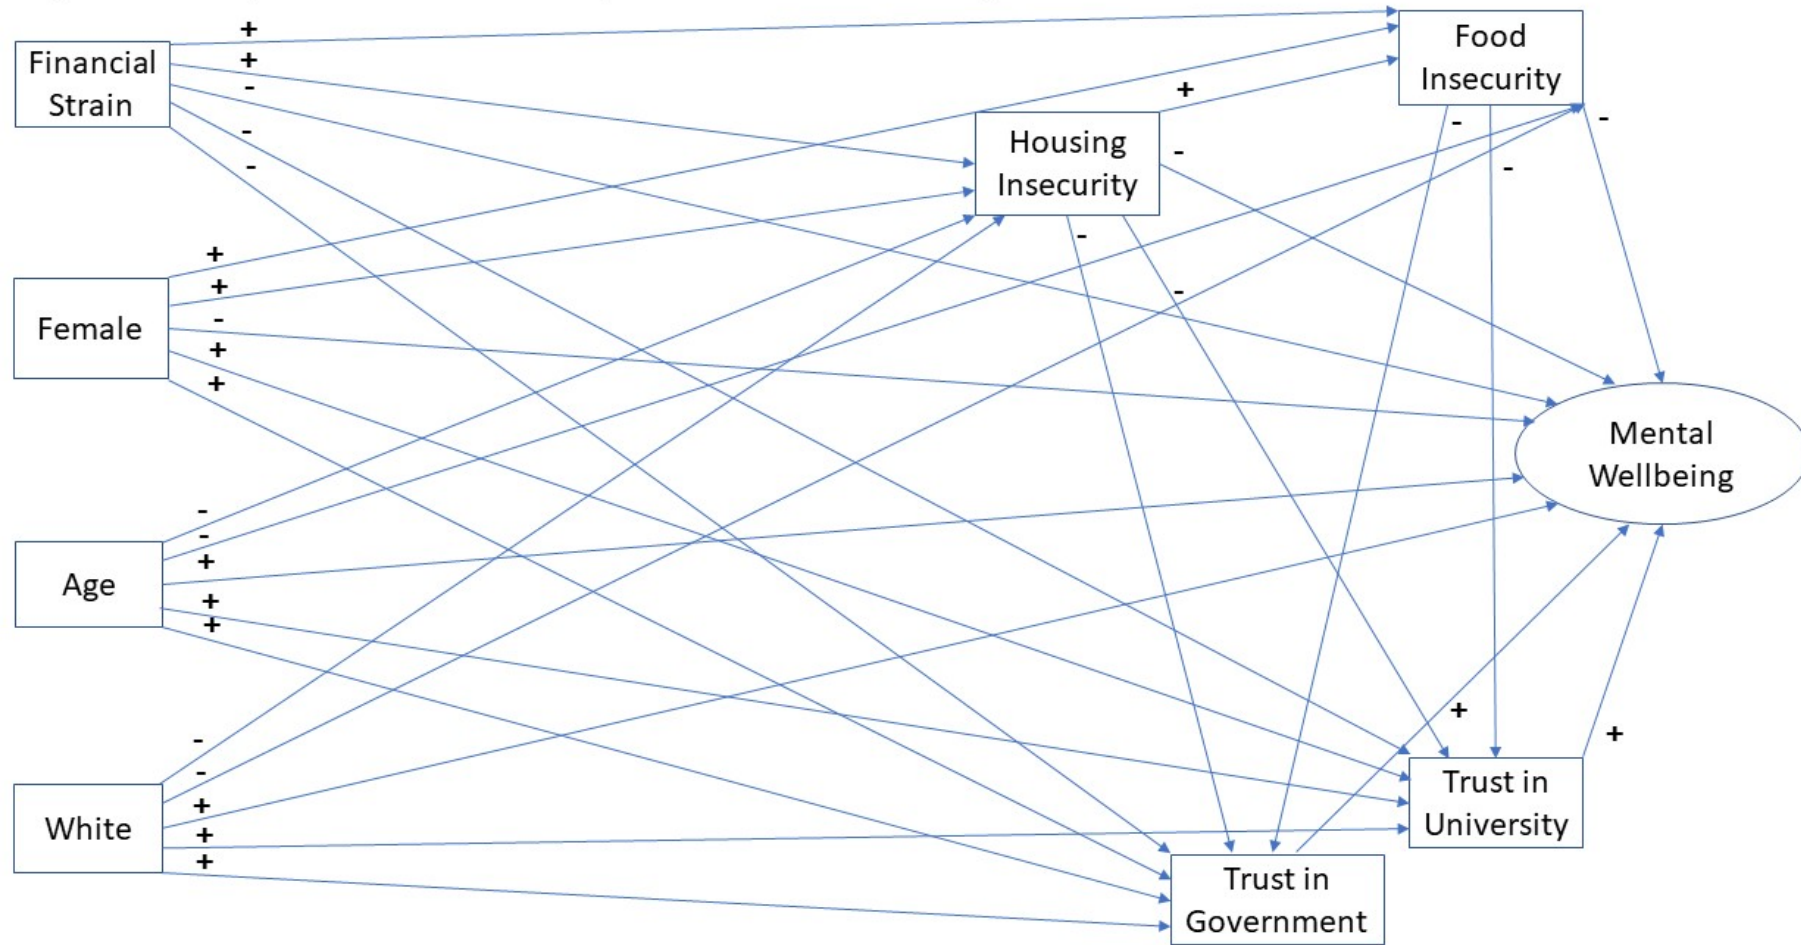 Financial
Strain
+
+
-
-
-
Female
+
+
-
+
+
Age
-
-
+
+
+
White
-
-
+
+
+
Housing
Insecurity
+
-
-
-
Food
Insecurity
-
-
-
Mental
Wellbeing
Trust in
University
+
Trust in
Government
+